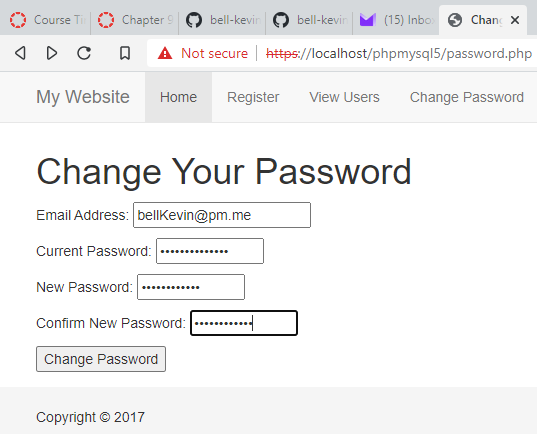 Course Ti
Chapter 9
bell-kevin
bell-kevin
(15) Inbo
Chang
Not secure https://localhost/phpmysql5/password.php
My Website Home Register View Users Change Password
Change Your Password
Email Address: bellKevin@pm.me
Current Password: ••••••••••••••
New Password: ••••••••••••
Confirm New Password: ••••••••••••
Change Password
Copyright © 2017